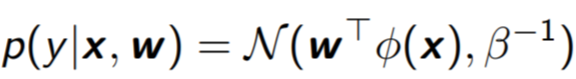 p(y|x, w) = 𝒩(w⊤ϕ(x), β⁻¹)